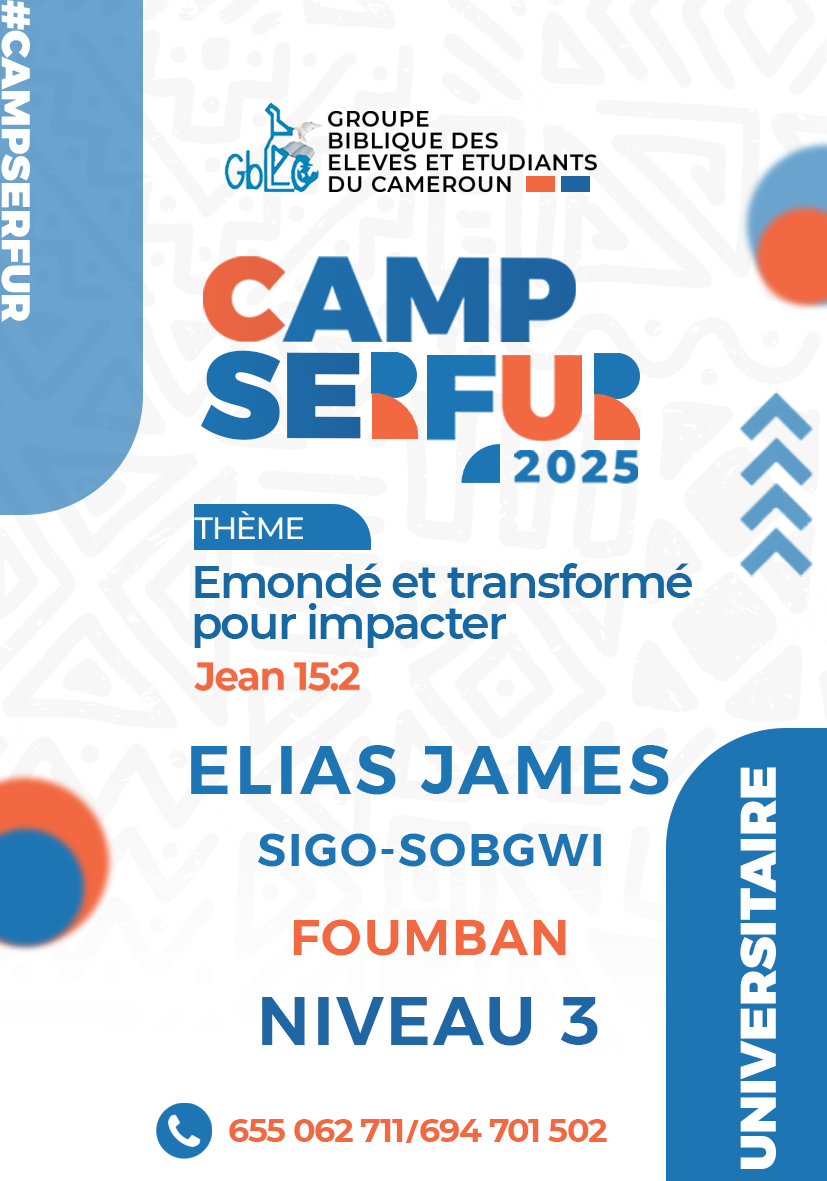 #CAMPSERFUR
GbEEC
GROUPE
BIBLIQUE DES
ELEVES ET ETUDIANTS
DU CAMEROUN
CAMP
SERFUR
2025
THÈME
Emondé et transformé
pour impacter
Jean 15:2
ELIAS JAMES
SIGO-SOBGWI
FOUMBAN
NIVEAU 3
UNIVERSITAIRE
655 062 711/694 701 502